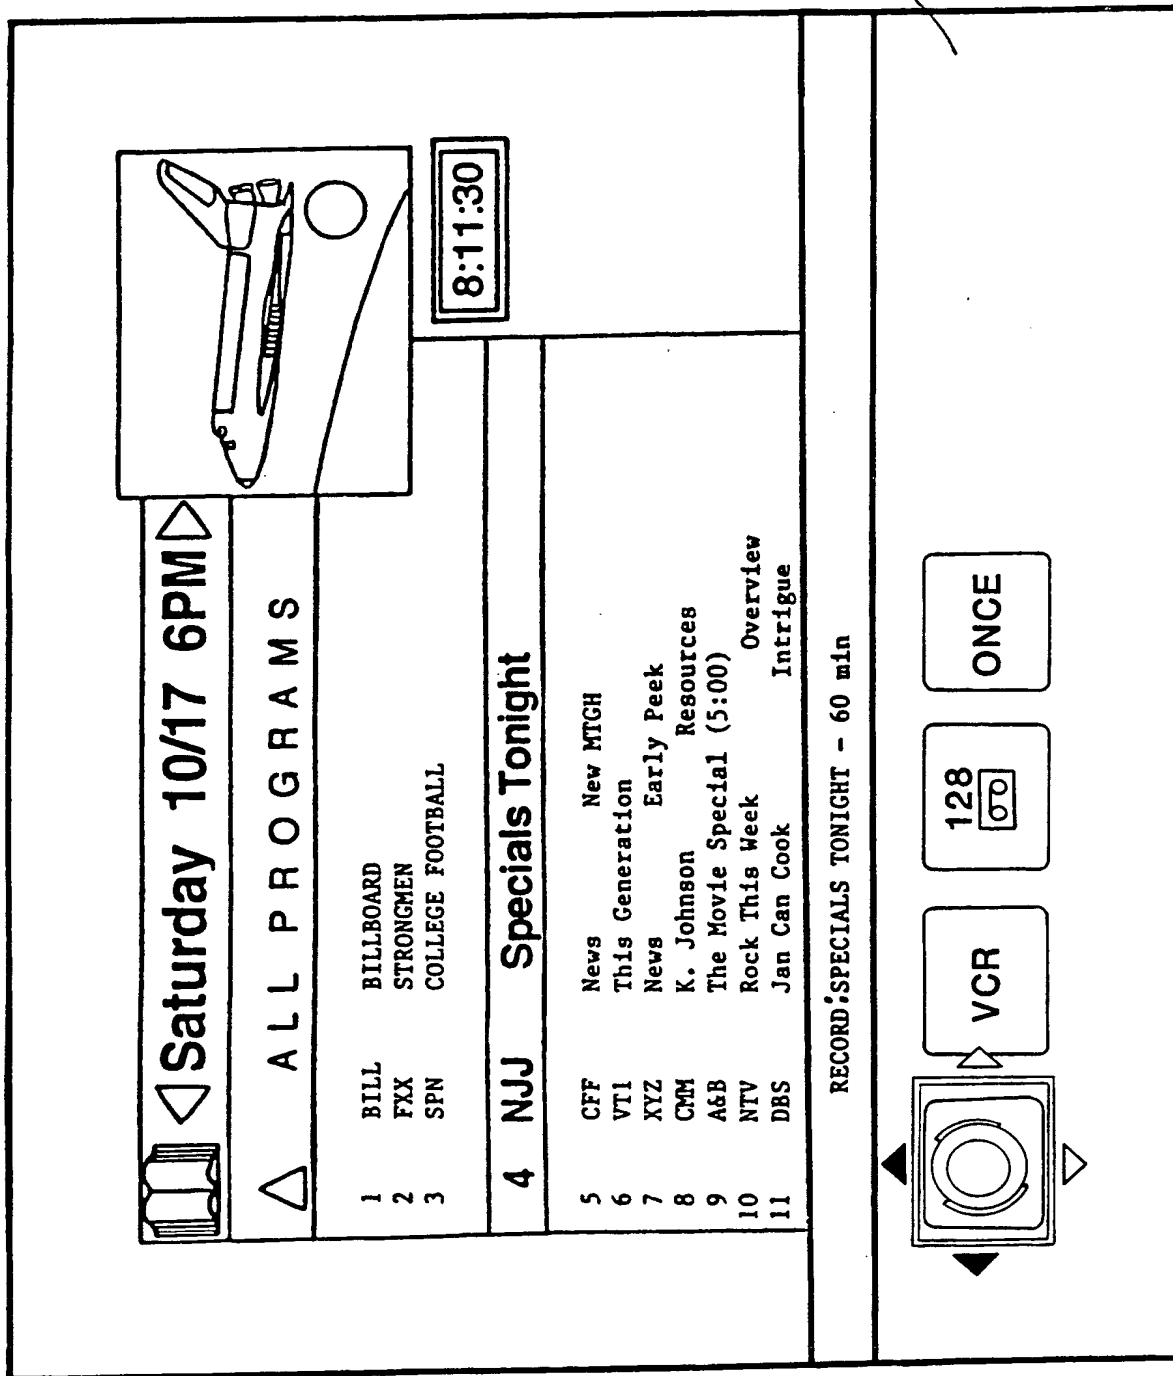 Saturday 10/17 6PM
ALL PROGRAMS
8:11:30
1 BILL BILLBOARD
2 FXX STRONGMEN
3 SPN COLLEGE FOOTBALL
4 NJJ Specials Tonight
5 CFF News New MTGH
6 VT1 This Generation
7 XYZ News Early Peek
8 CMM K. Johnson Resources
9 A&B The Movie Special (5:00)
10 NTV Rock This Week Overview
11 DBS Jan Can Cook Intrigue
RECORD:SPECIALS TONIGHT - 60 min
VCR
128
ONCE